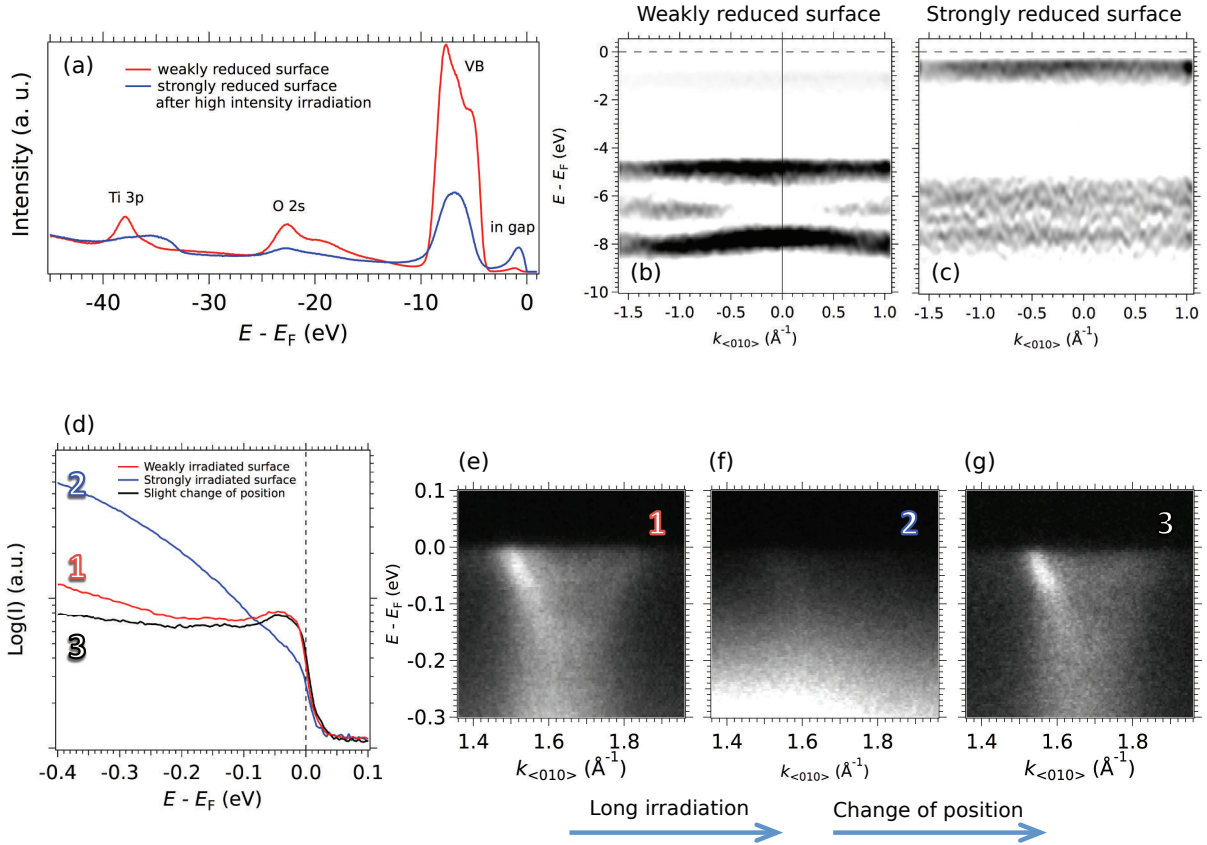 Weakly reduced surface
Strongly reduced surface
(a)
weakly reduced surface
strongly reduced surface
after high intensity irradiation
VB
Ti 3p
O 2s
in gap
Intensity (a. u.)
-40 -30 -20 -10 0
E - EF (eV)
0
-2
-4
-6
-8
-10
E - EF (eV)
(b)
-1.5 -1.0 -0.5 0.0 0.5 1.0
k<010> (Å-1)
(c)
-1.5 -1.0 -0.5 0.0 0.5 1.0
k<010> (Å-1)
(d)
Weakly irradiated surface
Strongly irradiated surface
Slight change of position
2
1
3
Log(I) (a.u.)
-0.4 -0.3 -0.2 -0.1 0.0 0.1
E - EF (eV)
(e)
1
0.1
0.0
-0.1
-0.2
-0.3
E - EF (eV)
1.4 1.6 1.8
k<010> (Å-1)
(f)
2
1.4 1.6 1.8
k<010> (Å-1)
(g)
3
1.4 1.6 1.8
k<010> (Å-1)
Long irradiation
Change of position